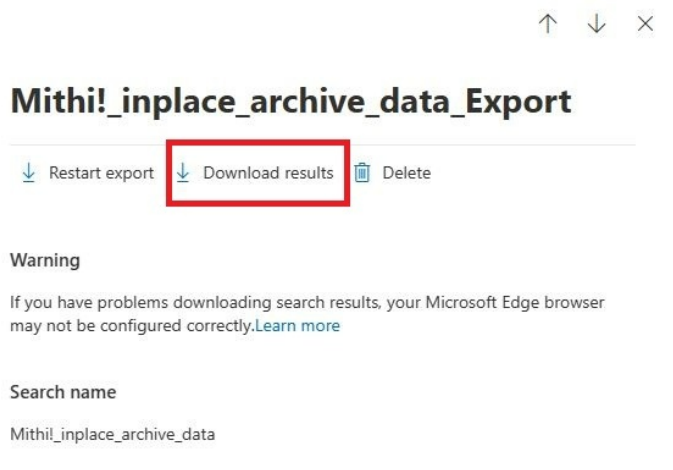 Mithi!_inplace_archive_data_Export
Restart export Download results Delete
Warning
If you have problems downloading search results, your Microsoft Edge browser
may not be configured correctly.Learn more
Search name
Mithi!_inplace_archive_data